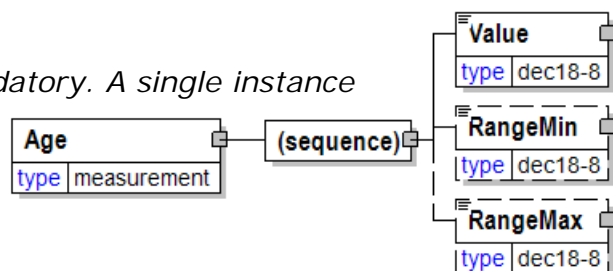 Value
type dec18-8
datory. A single instance
Age
type measurement
(sequence)
RangeMin
type dec18-8
RangeMax
type dec18-8